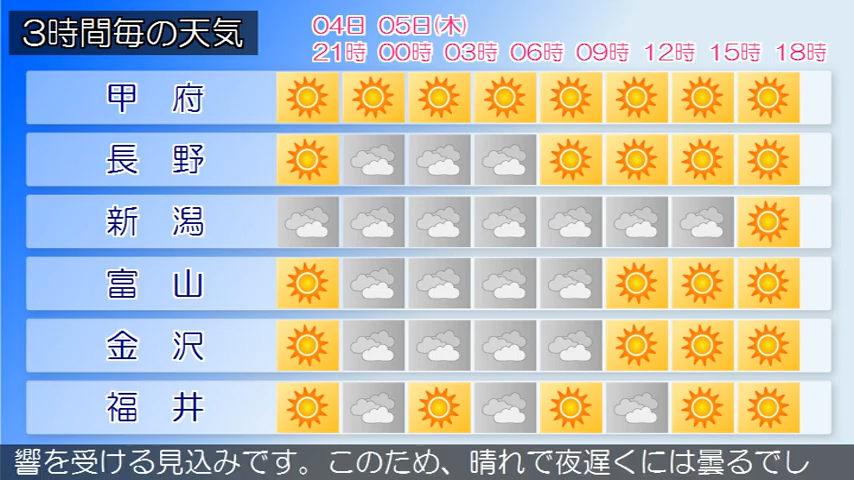 3時間毎の天気
04日 05日(木)
21時 00時 03時 06時 09時 12時 15時 18時
甲 府
長 野
新 潟
富 山
金 沢
福 井
響を受ける見込みです。このため、晴れで夜遅くには曇るでし